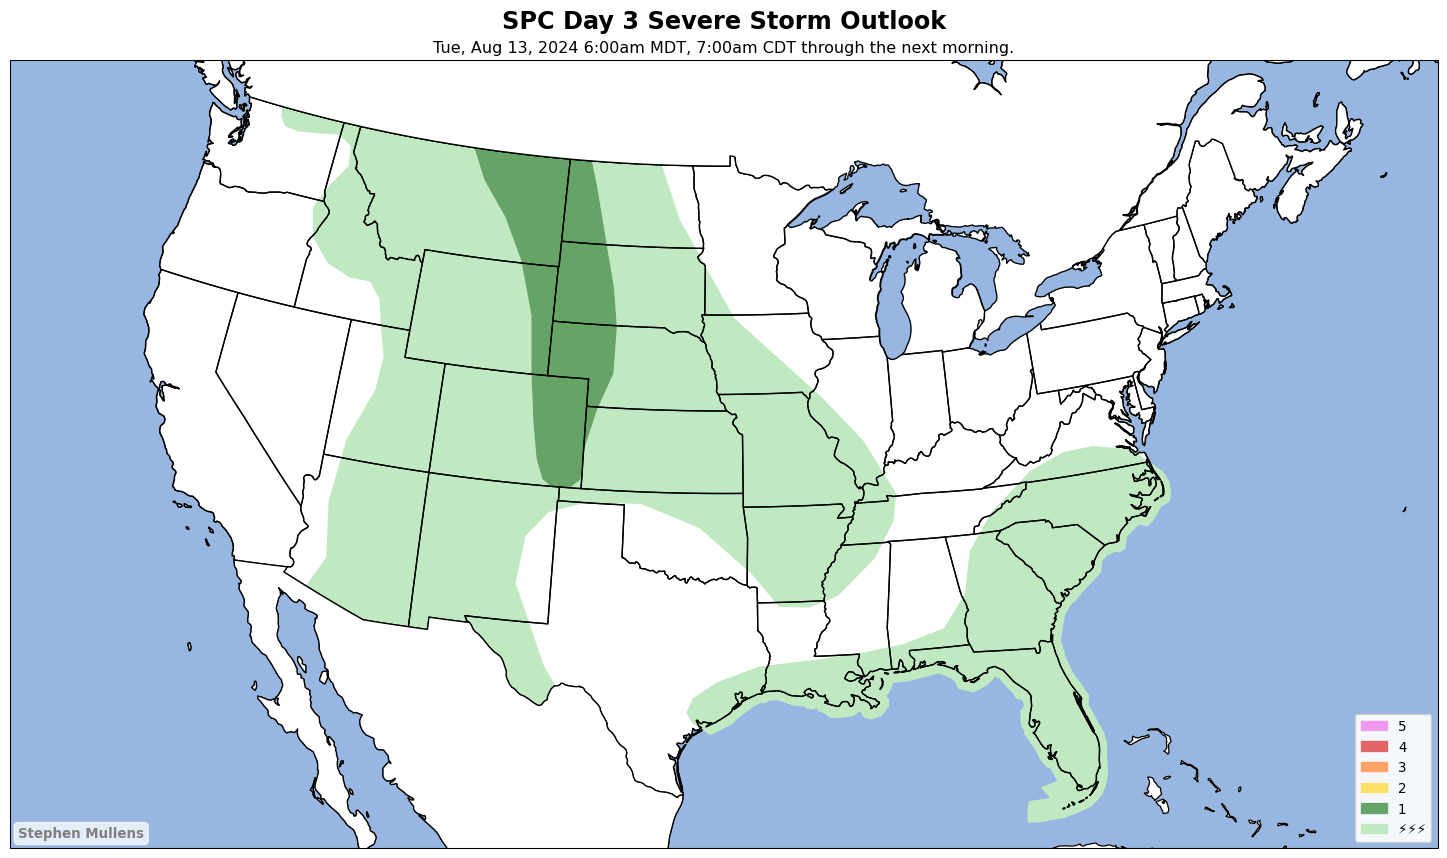 SPC Day 3 Severe Storm Outlook
Tue, Aug 13, 2024 6:00am MDT, 7:00am CDT through the next morning.
5
4
3
2
1
⚡⚡⚡
Stephen Mullens